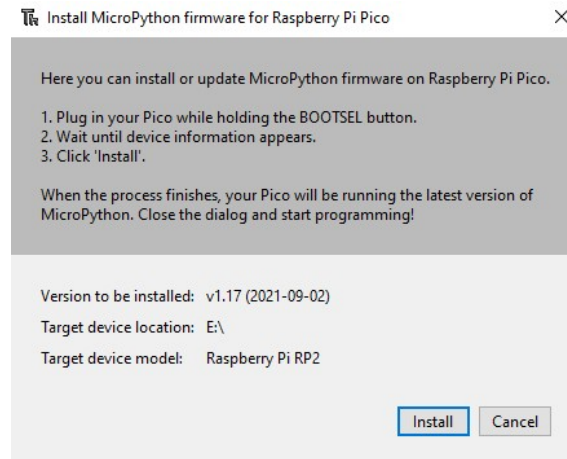 Install MicroPython firmware for Raspberry Pi Pico
Here you can install or update MicroPython firmware on Raspberry Pi Pico.
1. Plug in your Pico while holding the BOOTSEL button.
2. Wait until device information appears.
3. Click 'Install'.
When the process finishes, your Pico will be running the latest version of
MicroPython. Close the dialog and start programming!
Version to be installed: v1.17 (2021-09-02)
Target device location: E:\
Target device model: Raspberry Pi RP2
Install Cancel